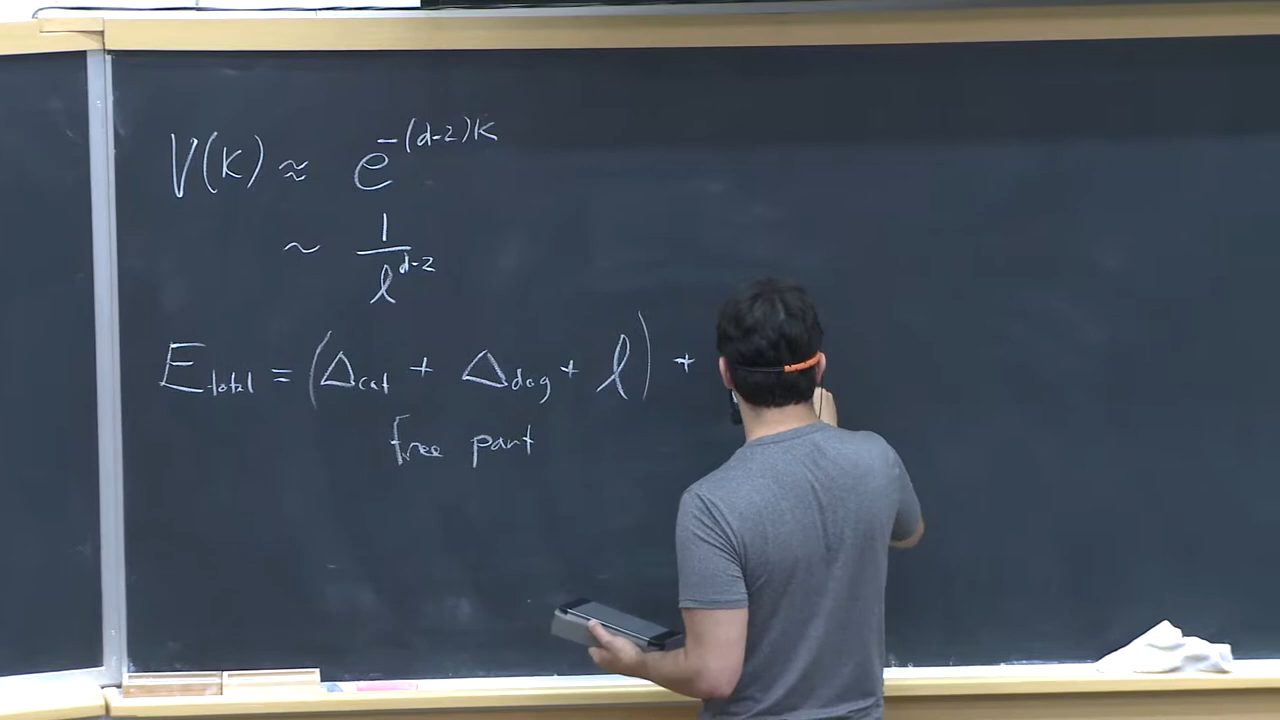 V(κ) ≈ e^{-(d-2)κ}
~ 1/ℓ^{d-2}
E_total = (Δ_cat + Δ_dog + ℓ) +
free part